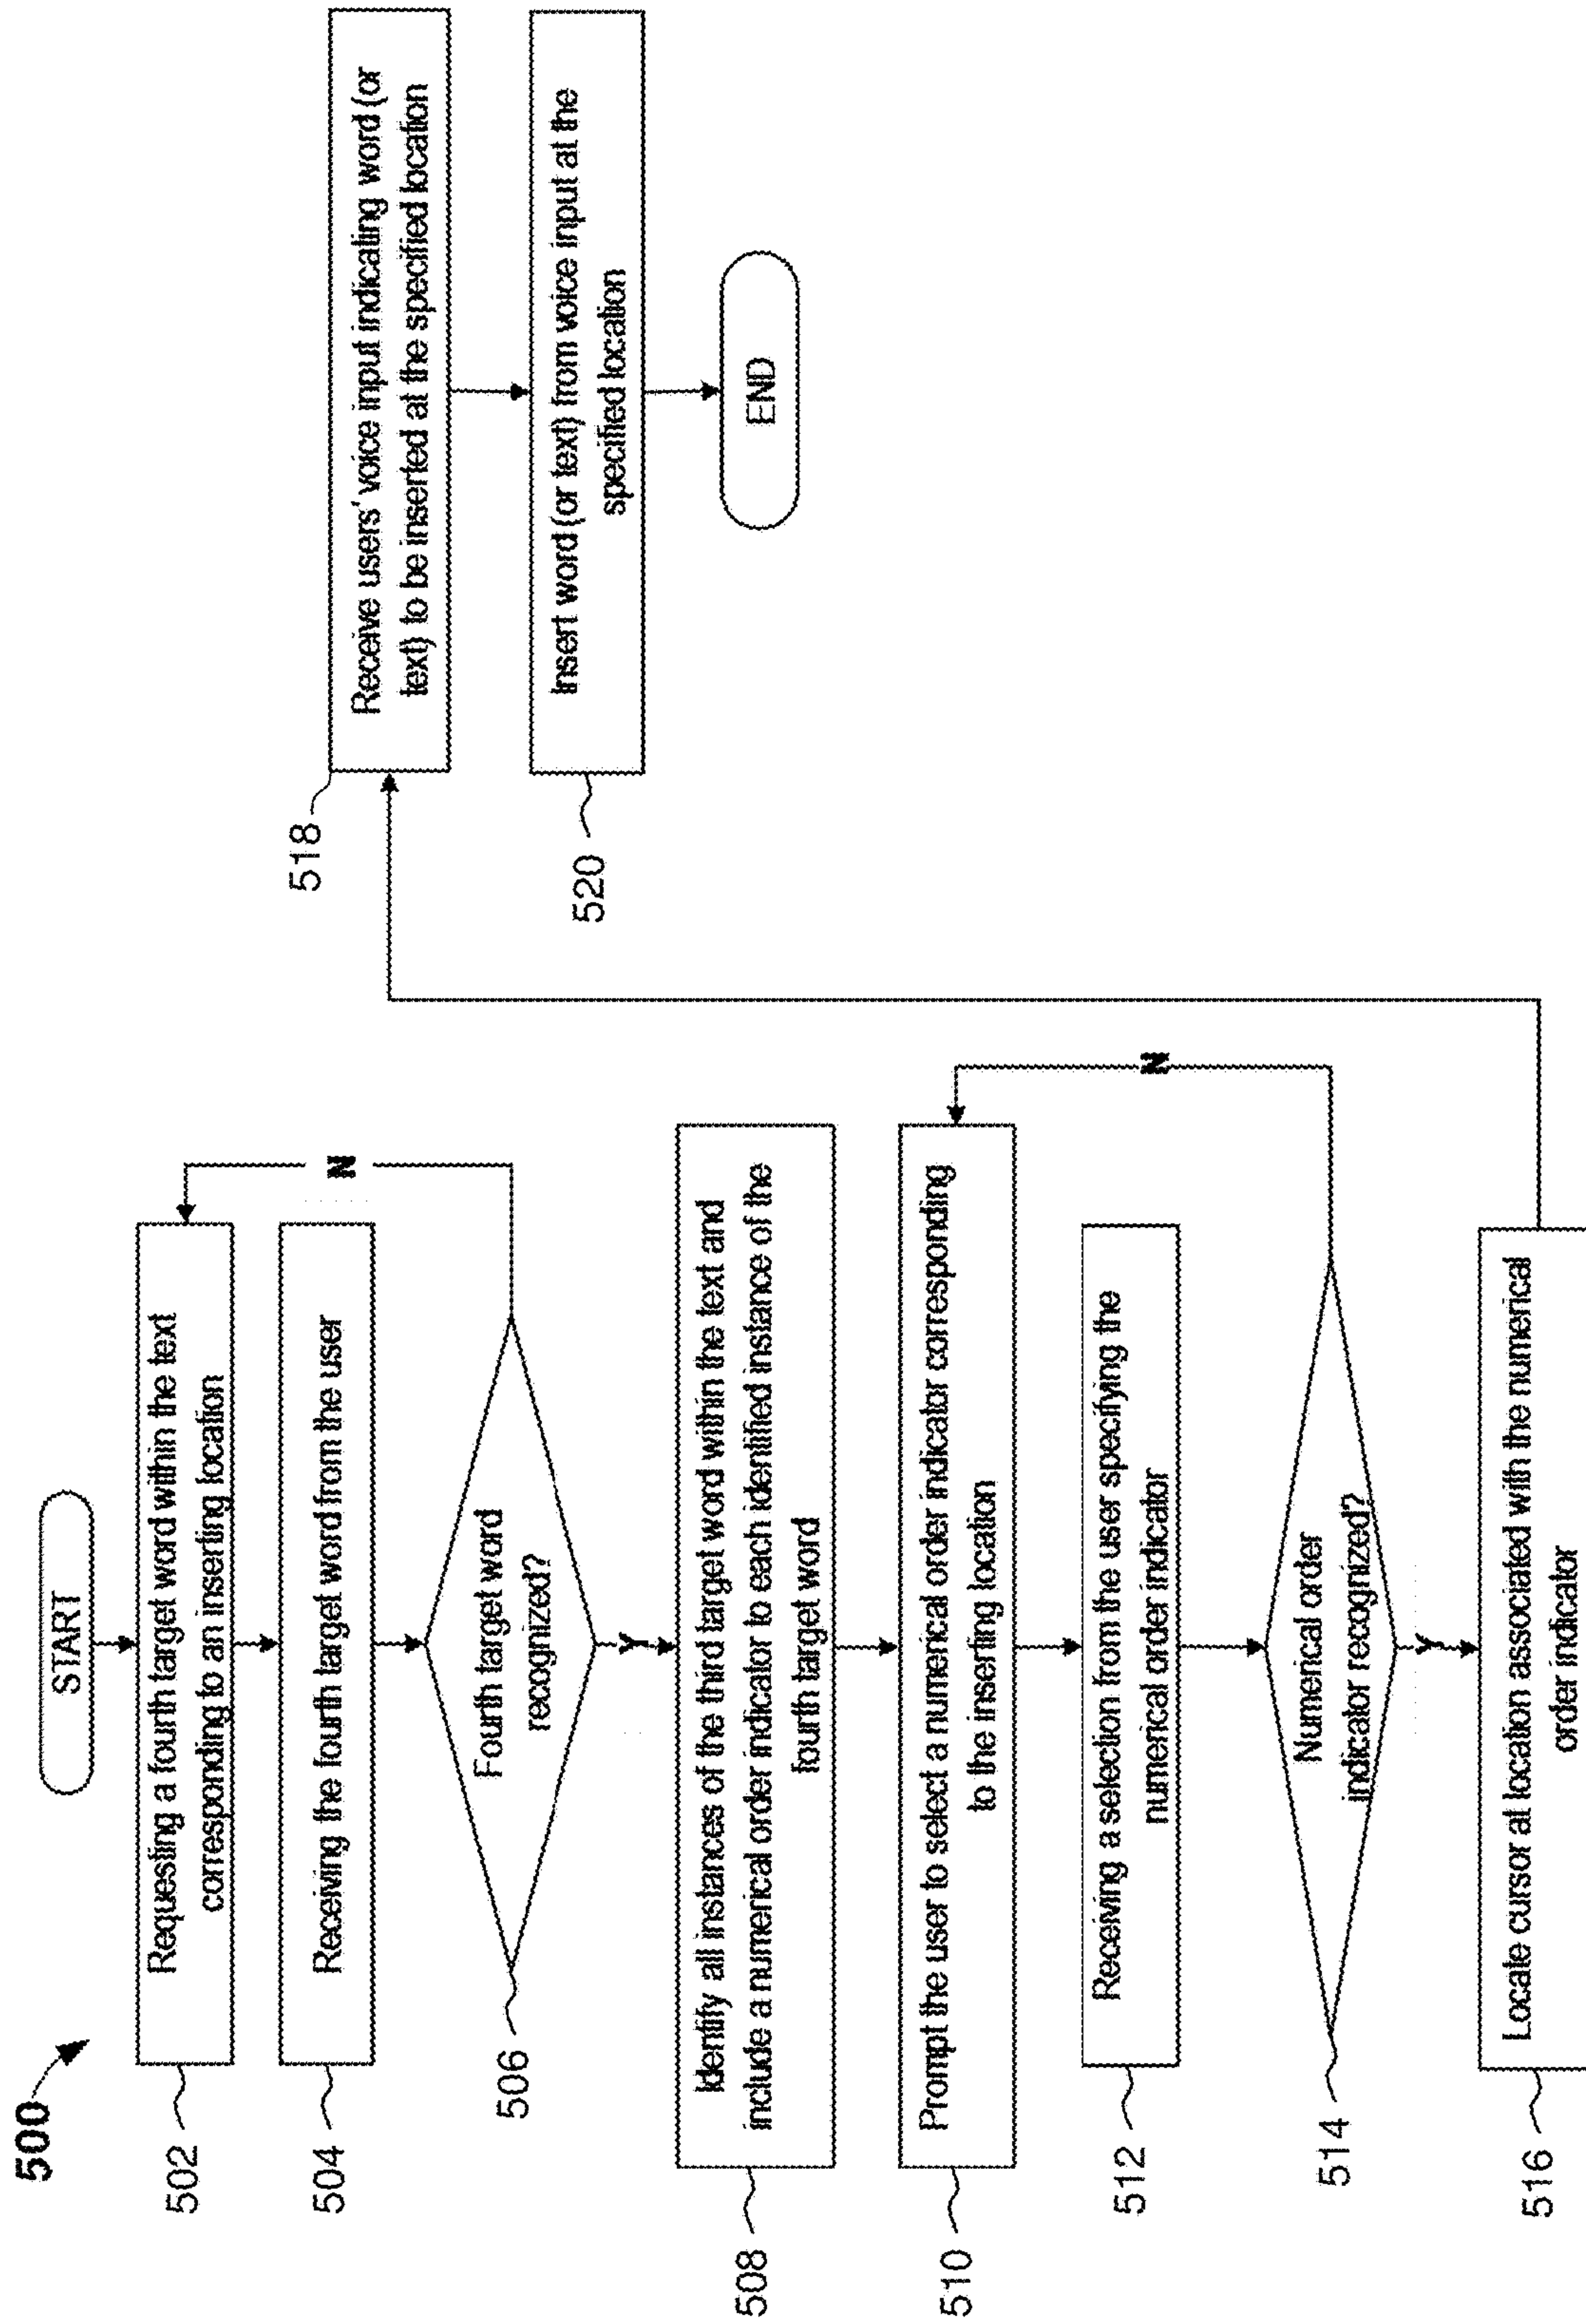 500
START
502
Requesting a fourth target word within the text
corresponding to an inserting location
504
Receiving the fourth target word from the user
506
Fourth target word
recognized?
N
Y
508
Identify all instances of the third target word within the text and
include a numerical order indicator to each identified instance of the
fourth target word
510
Prompt the user to select a numerical order indicator corresponding
to the inserting location
512
Receiving a selection from the user specifying the
numerical order indicator
514
Numerical order
indicator recognized?
N
Y
516
Locate cursor at location associated with the numerical
order indicator
518
Receive users' voice input indicating word (or
text) to be inserted at the specified location
520
Insert word (or text) from voice input at the
specified location
END